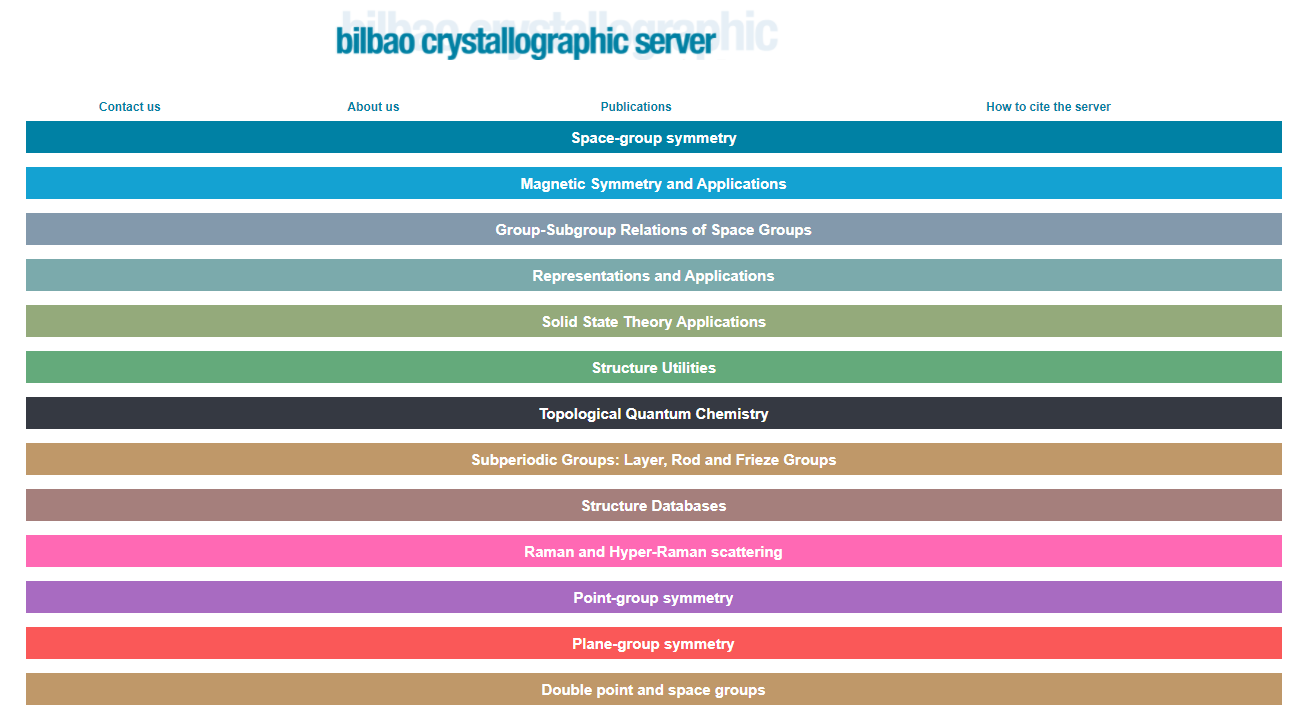 bilbao crystallographic
bilbao crystallographic server
Contact us About us Publications How to cite the server
Space-group symmetry
Magnetic Symmetry and Applications
Group-Subgroup Relations of Space Groups
Representations and Applications
Solid State Theory Applications
Structure Utilities
Topological Quantum Chemistry
Subperiodic Groups: Layer, Rod and Frieze Groups
Structure Databases
Raman and Hyper-Raman scattering
Point-group symmetry
Plane-group symmetry
Double point and space groups